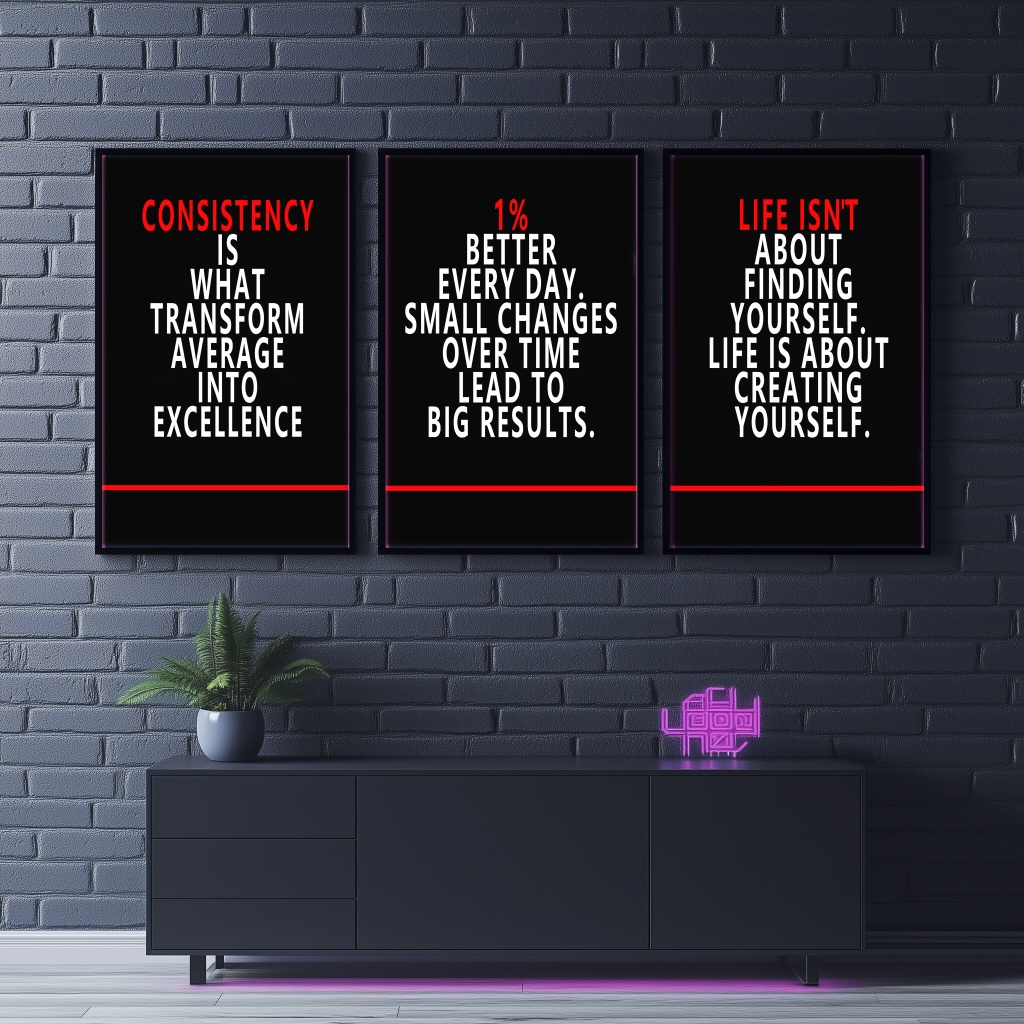 CONSISTENCY
IS
WHAT
TRANSFORM
AVERAGE
INTO
EXCELLENCE
1%
BETTER
EVERY DAY.
SMALL CHANGES
OVER TIME
LEAD TO
BIG RESULTS.
LIFE ISN'T
ABOUT
FINDING
YOURSELF.
LIFE IS ABOUT
CREATING
YOURSELF.